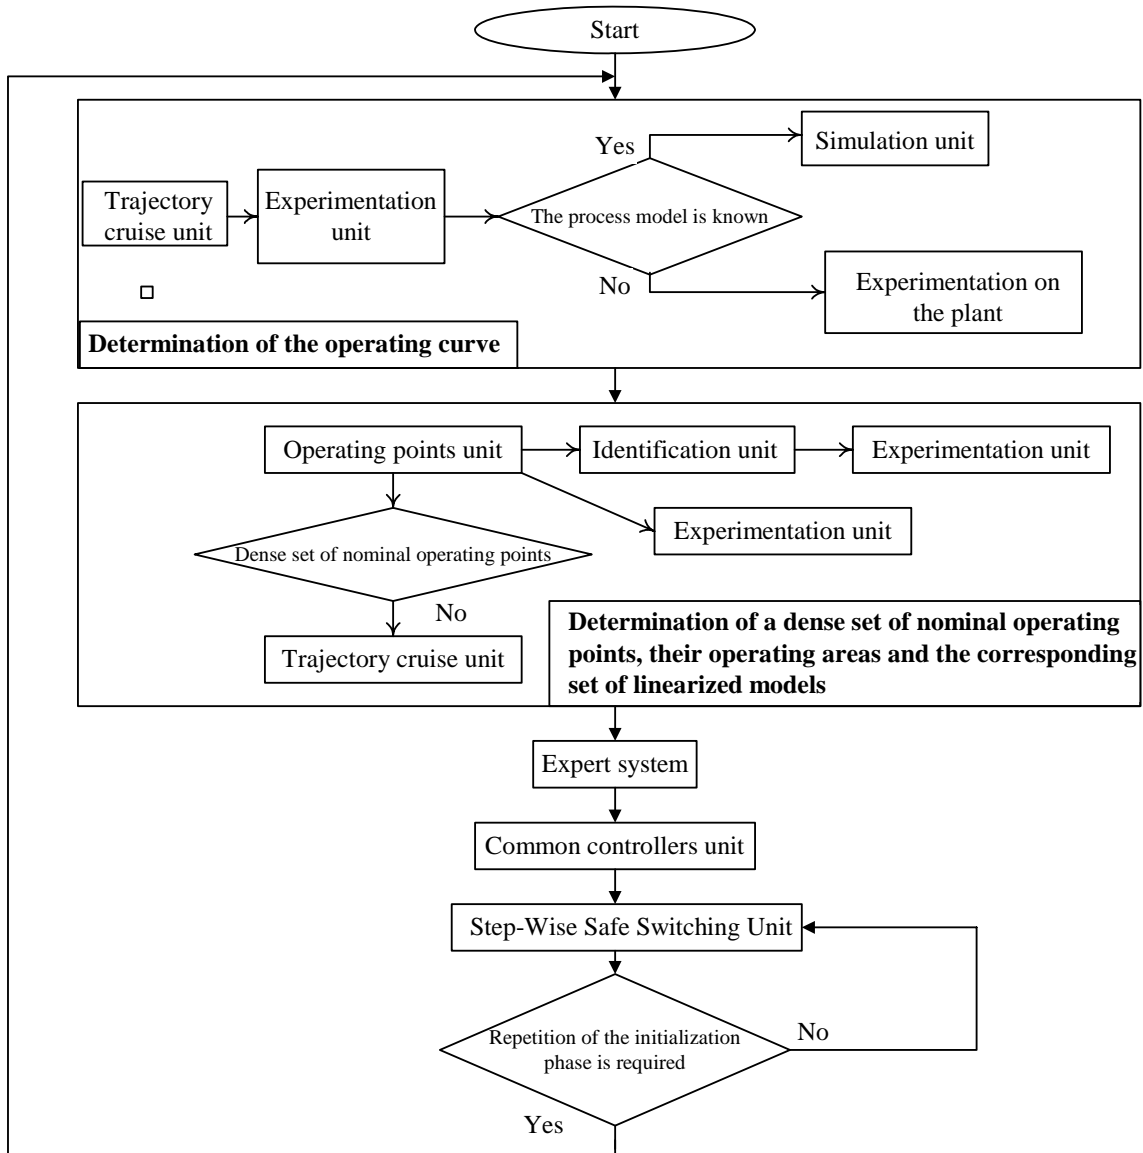 Start
Yes
Simulation unit
Trajectory
cruise unit
Experimentation
unit
The process model is known
No
Experimentation on
the plant
Determination of the operating curve
Operating points unit
Identification unit
Experimentation unit
Experimentation unit
Dense set of nominal operating points
No
Trajectory cruise unit
Determination of a dense set of nominal operating
points, their operating areas and the corresponding
set of linearized models
Expert system
Common controllers unit
Step-Wise Safe Switching Unit
Repetition of the initialization
phase is required
No
Yes